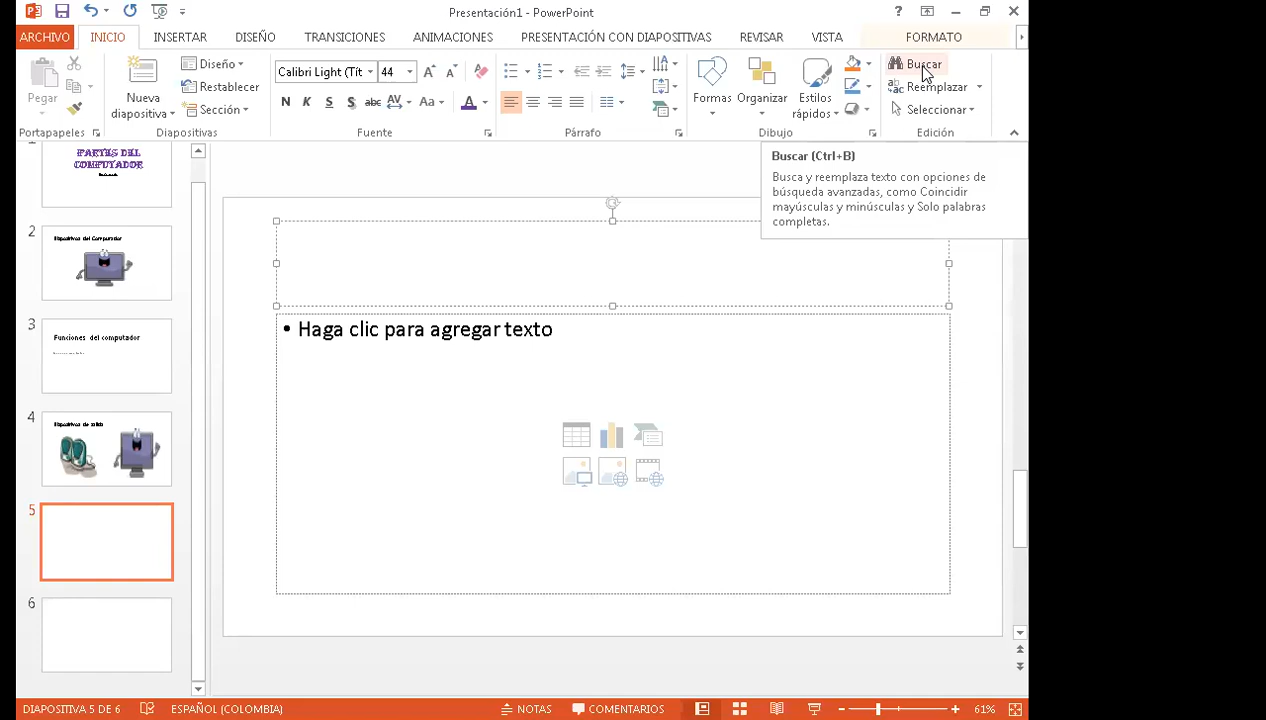 Presentación1 - PowerPoint
?
ARCHIVO INICIO INSERTAR DISEÑO TRANSICIONES ANIMACIONES PRESENTACIÓN CON DIAPOSITIVAS REVISAR VISTA FORMATO
Pegar
Portapapeles
Nueva
diapositiva
Diseño
Restablecer
Sección
Diapositivas
Calibri Light (Tít 44
N K S S abc AV Aa A
Fuente
Párrafo
Formas
Organizar
Estilos
rápidos
Dibujo
Buscar
Reemplazar
Seleccionar
Edición
Buscar (Ctrl+B)
Busca y reemplaza texto con opciones de
búsqueda avanzadas, como Coincidir
mayúsculas y minúsculas y Solo palabras
completas.
PARTES DEL
COMPUTADOR
2
Dispositivos del Computador
3
Funciones del computador
4
Dispositivos de salida
5
6
• Haga clic para agregar texto
DIAPOSITIVA 5 DE 6 ESPAÑOL (COLOMBIA) NOTAS COMENTARIOS 61%